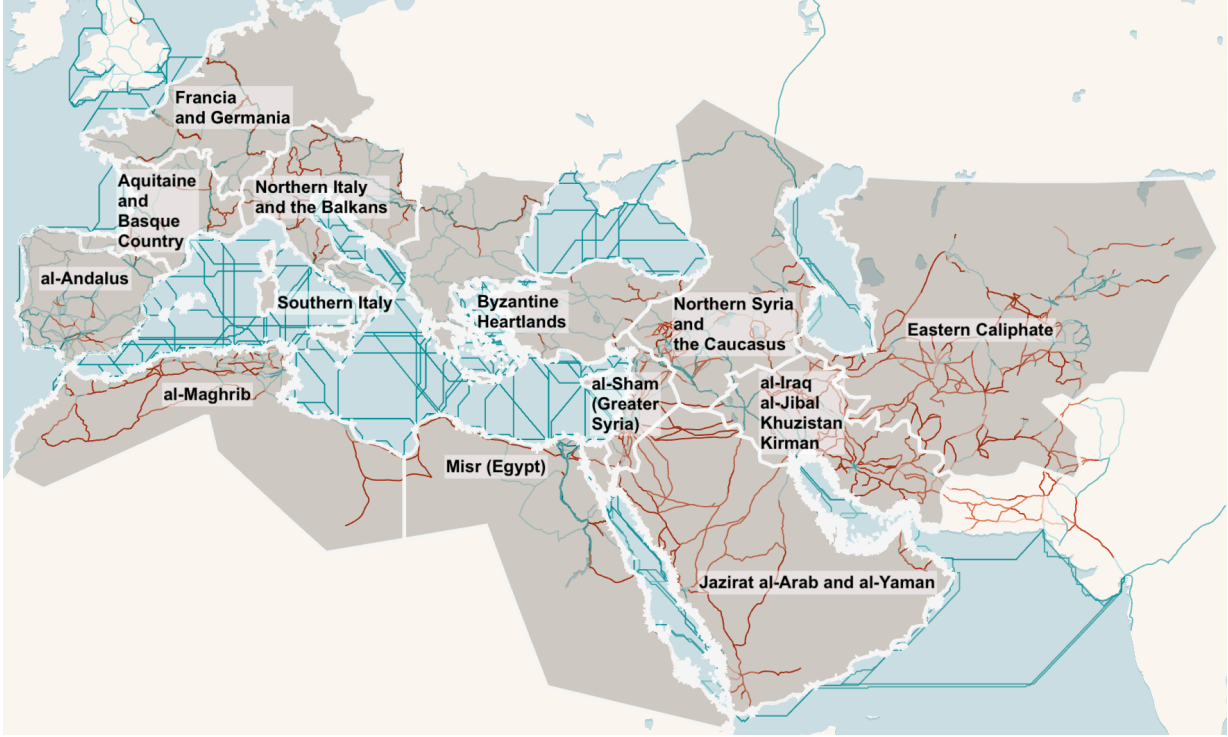 Francia
and Germania
Aquitaine
and
Basque
Country
Northern Italy
and the Balkans
al-Andalus
Southern Italy
Byzantine
Heartlands
Northern Syria
and
the Caucasus
Eastern Caliphate
al-Maghrib
al-Sham
(Greater
Syria)
al-Iraq
al-Jibal
Khuzistan
Kirman
Misr (Egypt)
Jazirat al-Arab and al-Yaman